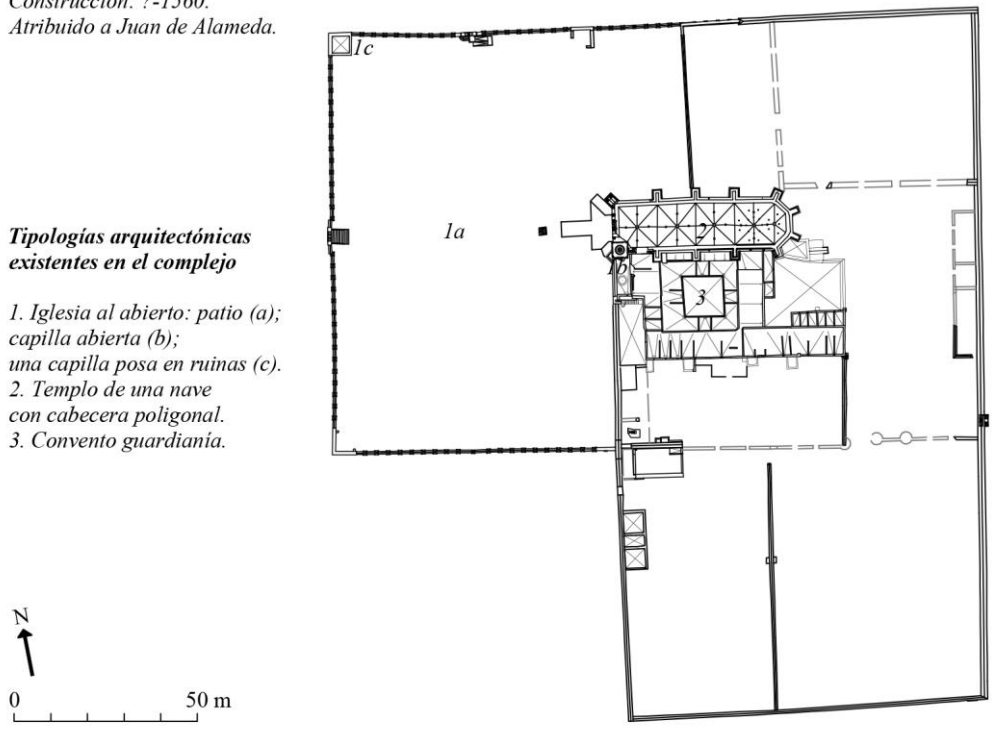 Construcción: ?-1560.
Atribuido a Juan de Alameda.
Tipologías arquitectónicas
existentes en el complejo
1. Iglesia al abierto: patio (a);
capilla abierta (b);
una capilla posa en ruinas (c).
2. Templo de una nave
con cabecera poligonal.
3. Convento guardianía.
N
0 50 m
1c
1a
2
1b
3